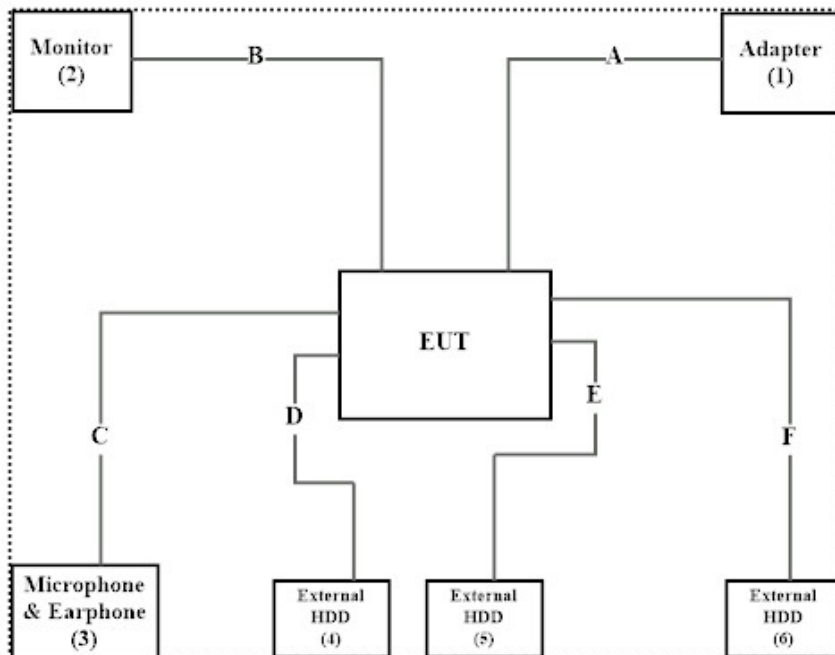 Monitor
(2)
B
A
Adapter
(1)
EUT
C
D
E
F
Microphone
& Earphone
(3)
External
HDD
(4)
External
HDD
(5)
External
HDD
(6)